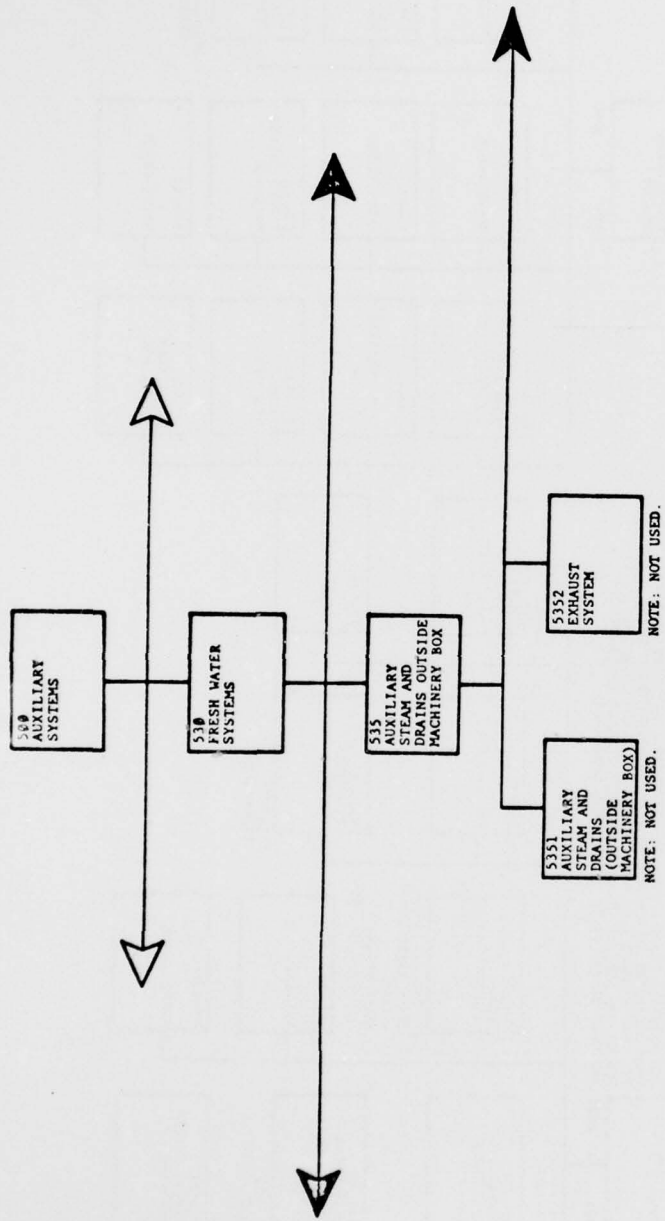 500
AUXILIARY
SYSTEMS
530
FRESH WATER
SYSTEMS
535
AUXILIARY
STEAM AND
DRAINS OUTSIDE
MACHINERY BOX
5351
AUXILIARY
STEAM AND
DRAINS
(OUTSIDE
MACHINERY BOX)
NOTE: NOT USED.
5352
EXHAUST
SYSTEM
NOTE: NOT USED.